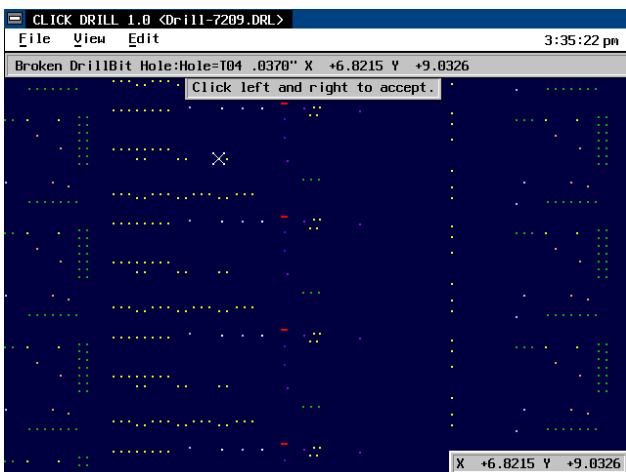 CLICK DRILL 1.0 <Drill-7209.DRL>
File View Edit 3:35:22 pm
Broken DrillBit Hole:Hole=T04 .0370" X +6.8215 Y +9.0326
Click left and right to accept.
X +6.8215 Y +9.0326